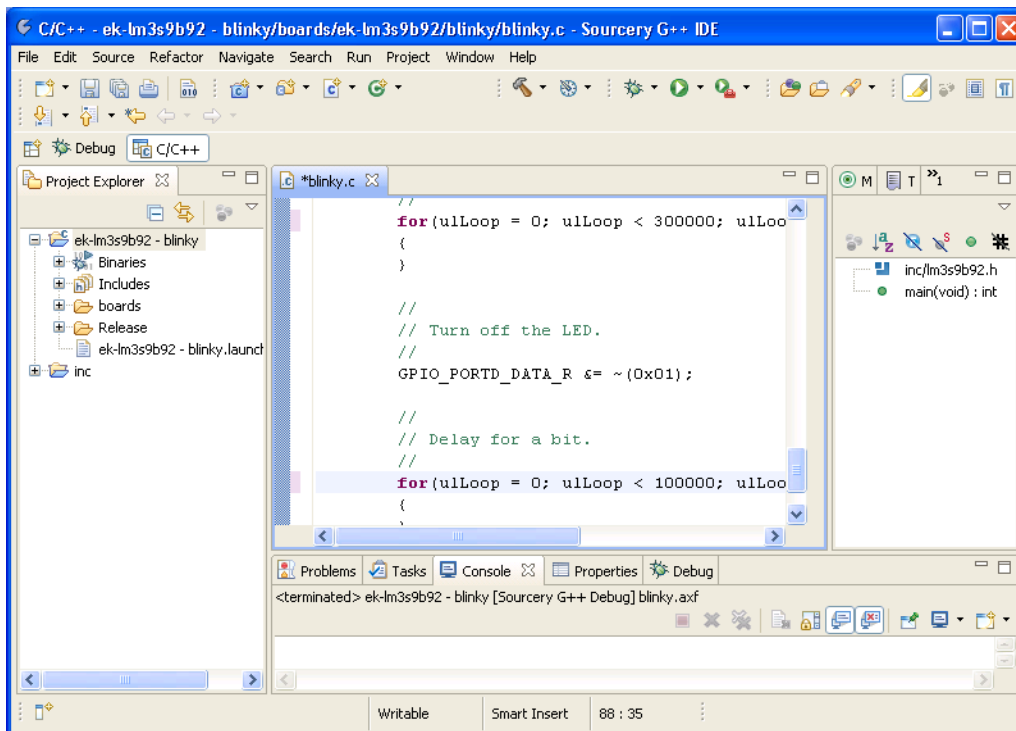 C/C++ - ek-lm3s9b92 - blinky/boards/ek-lm3s9b92/blinky/blinky.c - Sourcery G++ IDE
File Edit Source Refactor Navigate Search Run Project Window Help
Debug C/C++
Project Explorer
ek-lm3s9b92 - blinky
Binaries
Includes
boards
Release
ek-lm3s9b92 - blinky.launch
inc
*blinky.c
//
for(ulLoop = 0; ulLoop < 300000; ulLoo
{
}
//
// Turn off the LED.
//
GPIO_PORTD_DATA_R &= ~(0x01);
//
// Delay for a bit.
//
for(ulLoop = 0; ulLoop < 100000; ulLoo
{
}
M T »1
inc/lm3s9b92.h
main(void) : int
Problems Tasks Console Properties Debug
<terminated> ek-lm3s9b92 - blinky [Sourcery G++ Debug] blinky.axf
Writable Smart Insert 88 : 35